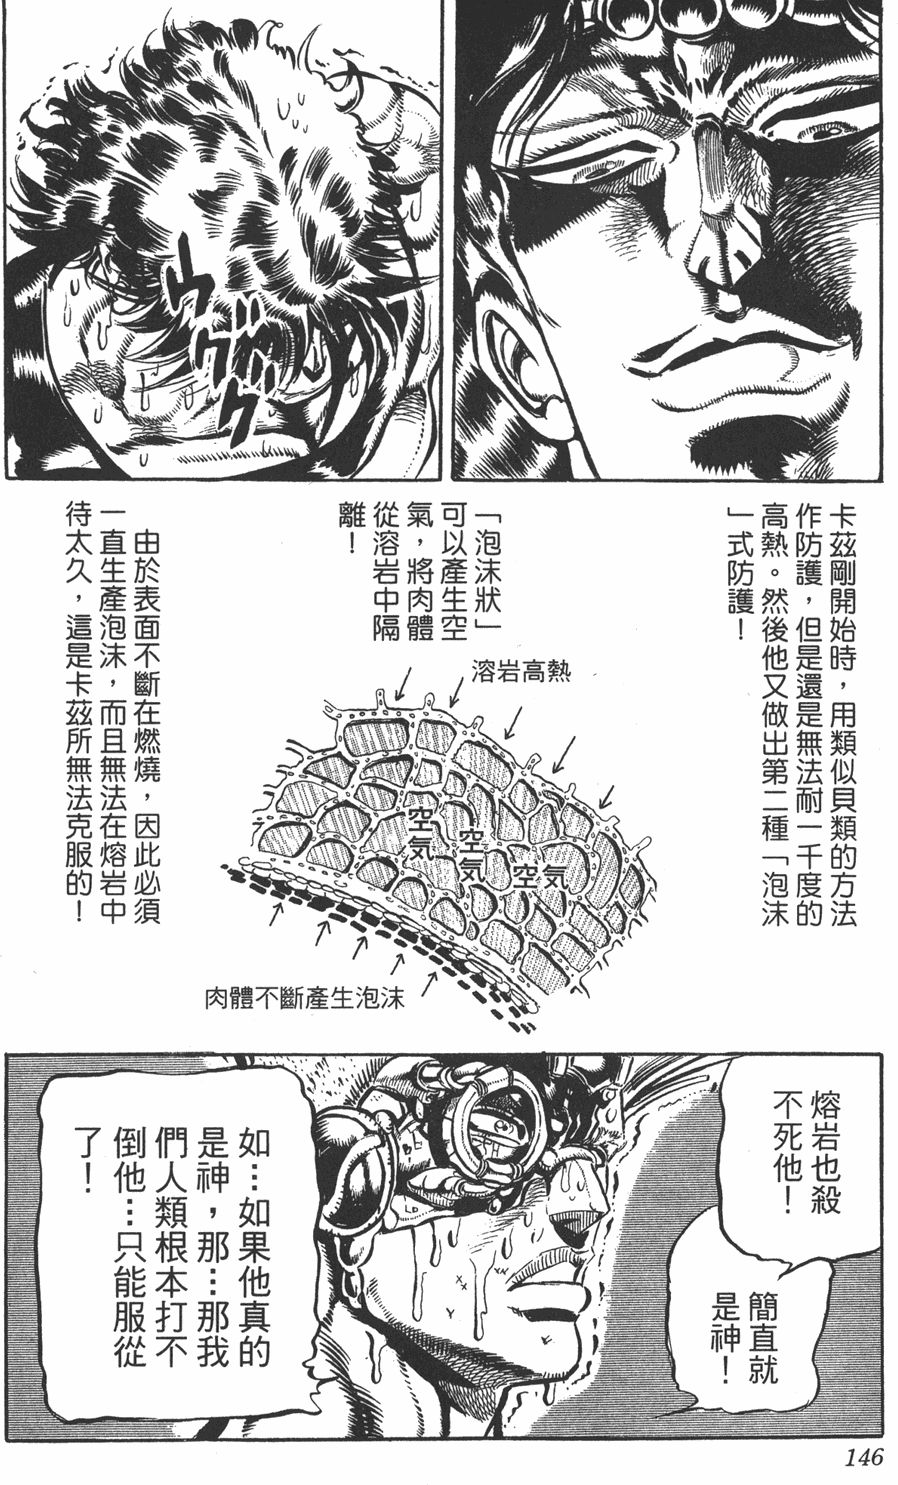 ウグググ
卡茲剛開始時，用類似貝類的方法
作防護，但是還是無法耐一千度的
高熱。然後他又做出第二種「泡沫
」式防護！
「泡沫狀」
可以產生空
氣，將肉體
從溶岩中隔
離！
溶岩高熱
空気
空気
空気
肉體不斷產生泡沫
由於表面不斷在燃燒，因此必須
一直生產泡沫，而且無法在熔岩中
待太久，這是卡茲所無法克服的！
熔岩也殺
不死他！
簡直就
是神！
如…如果他真的
是神，那…那我
們人類根本打不
倒他…只能服從
了！
146